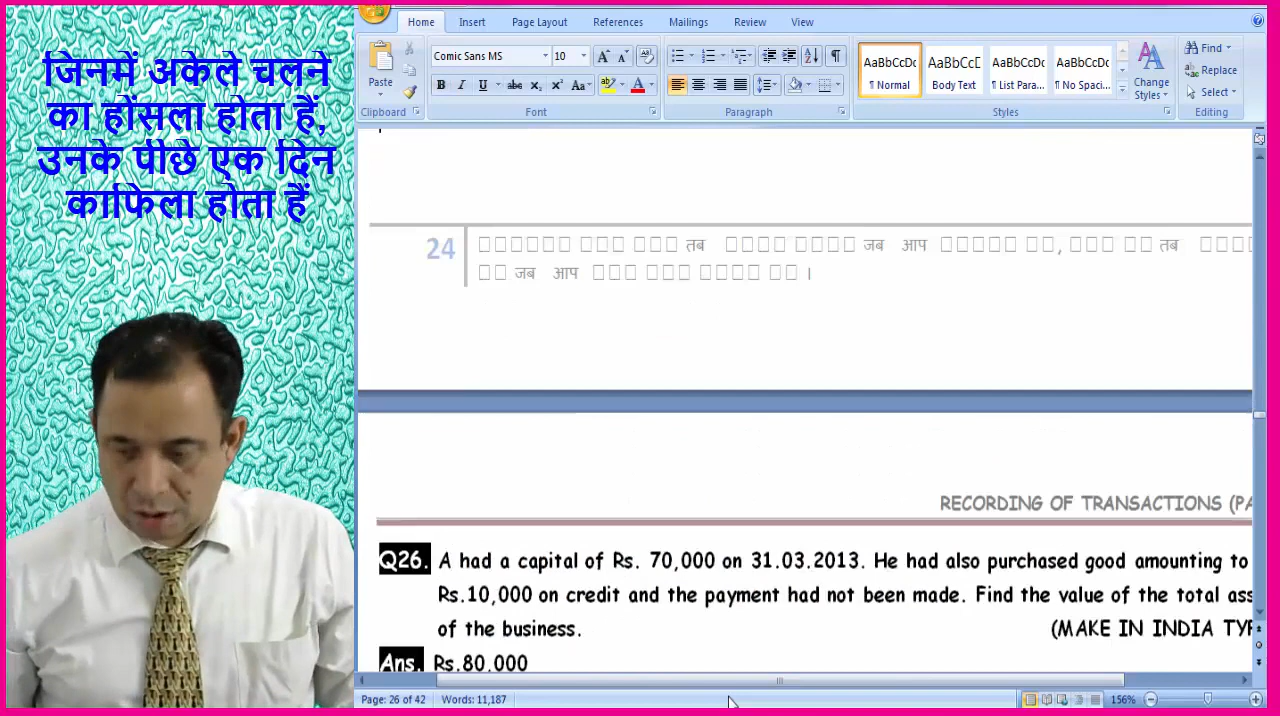 जिनमें अकेले चलने
का होंसला होता हैं,
उनके पीछे एक दिन
काफिला होता हैं
Home Insert Page Layout References Mailings Review View
Paste
Comic Sans MS 10
Change Styles
Find
Replace
Select
AaBbCcDc AaBbCcD AaBbCcDc AaBbCcDc
¶ Normal Body Text ¶ List Para... ¶ No Spaci...
Clipboard Font Paragraph Styles Editing
24
तब जब आप तब
जब आप ।
RECORDING OF TRANSACTIONS (PA
Q26. A had a capital of Rs. 70,000 on 31.03.2013. He had also purchased good amounting to
Rs.10,000 on credit and the payment had not been made. Find the value of the total ass
of the business. (MAKE IN INDIA TYP
Ans. Rs.80,000
Page: 26 of 42 Words: 11,187 156%